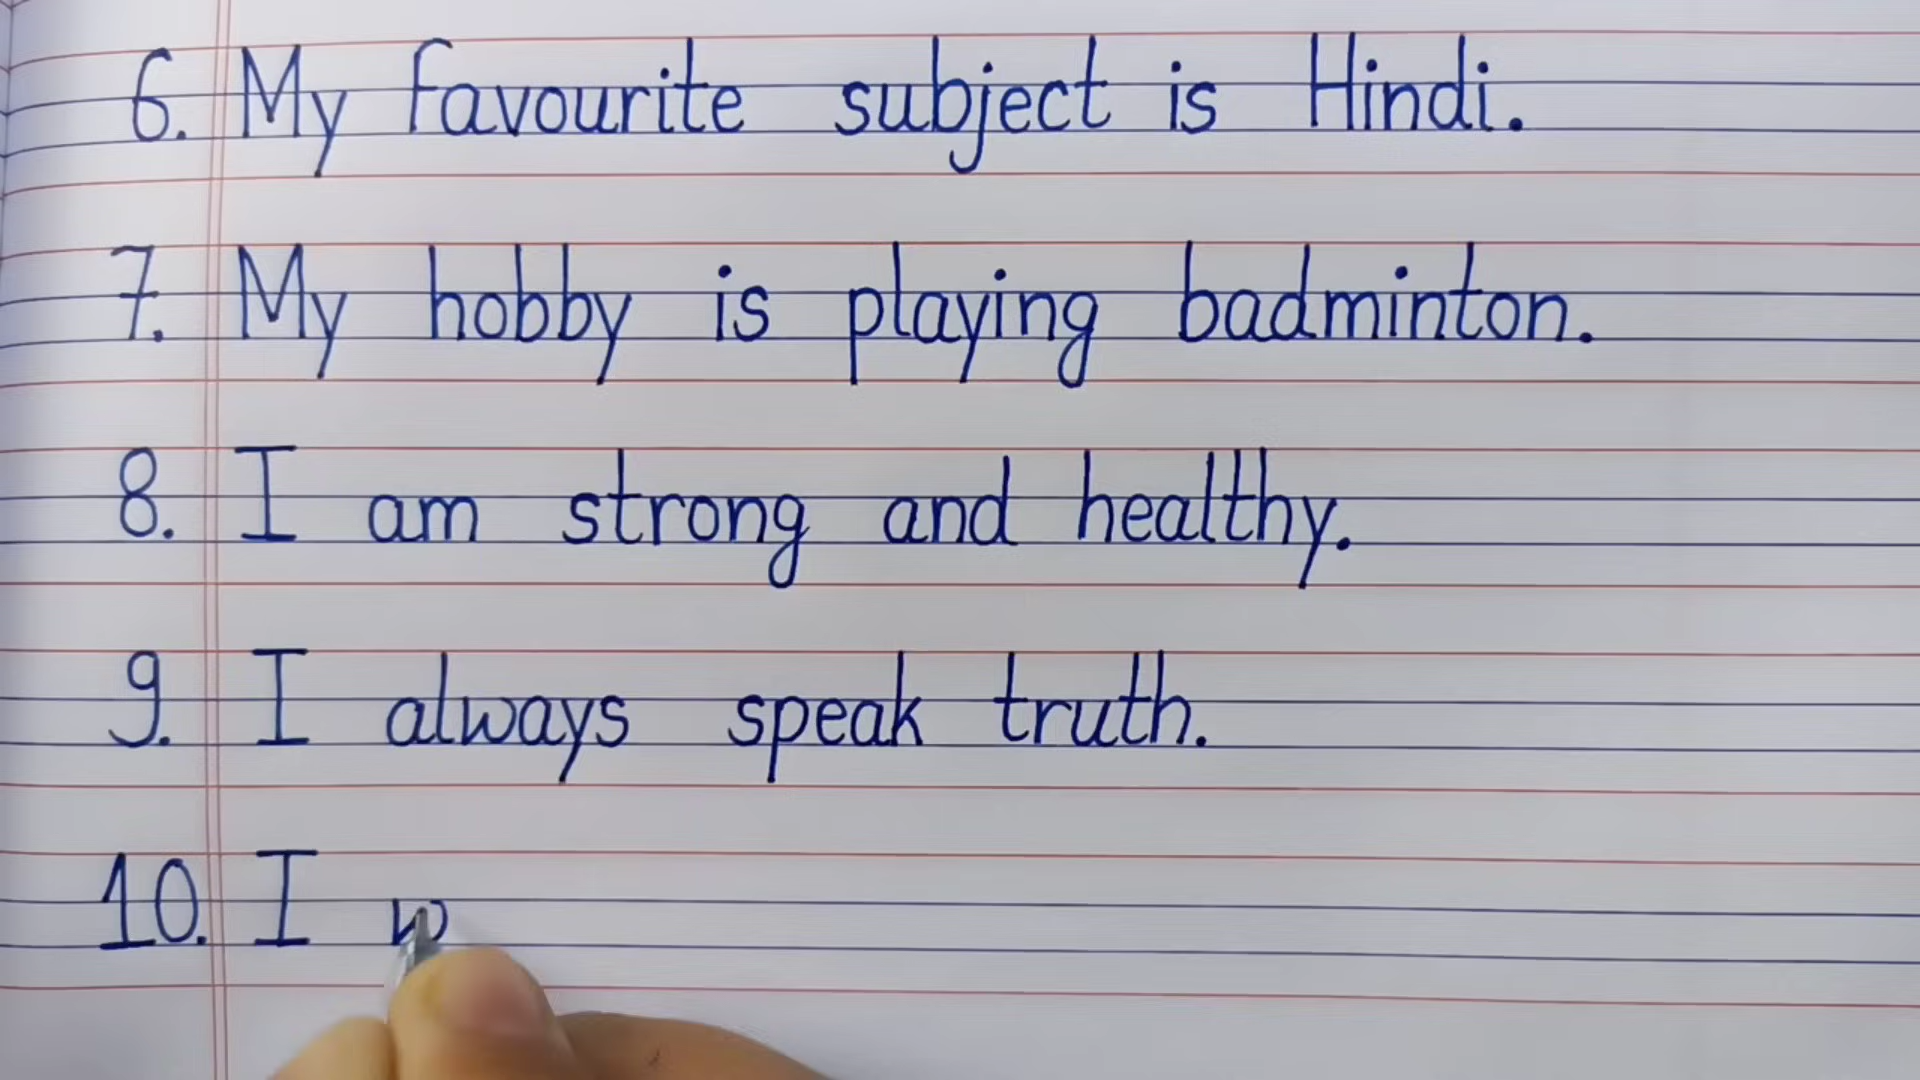 6. My favourite subject is Hindi.
7. My hobby is playing badminton.
8. I am strong and healthy.
9. I always speak truth.
10. I w